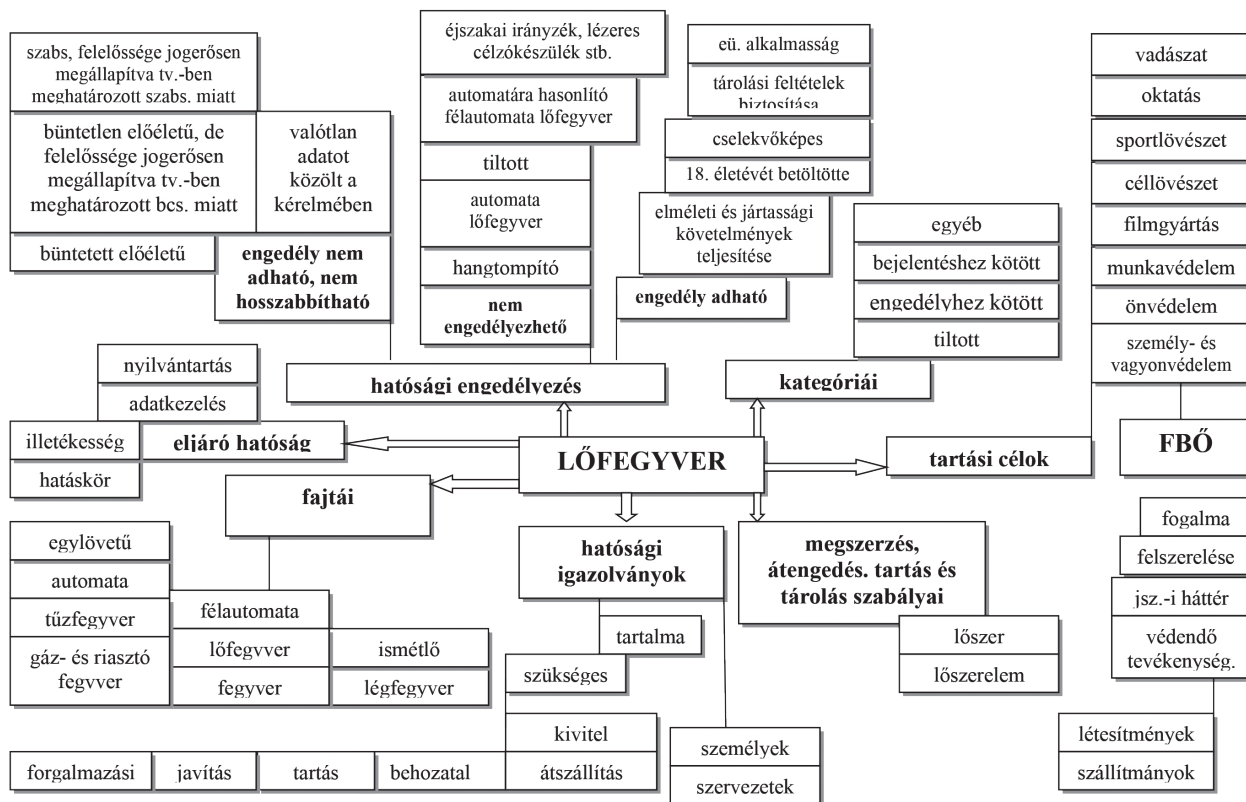 szabs, felelőssége jogerősen
megállapítva tv.-ben
meghatározott szabs. miatt
büntetlen előéletű, de
felelőssége jogerősen
megállapítva tv.-ben
meghatározott bcs. miatt
valótlan
adatot
közölt a
kérelmében
büntetett előéletű
engedély nem
adható, nem
hosszabbítható
éjszakai irányzék, lézeres
célzókészülék stb.
automatára hasonlító
félautomata lőfegyver
tiltott
automata
lőfegyver
hangtompító
nem
engedélyezhető
eü. alkalmasság
tárolási feltételek
biztosítása
cselekvőképes
18. életévét betöltötte
elméleti és jártassági
követelmények
teljesítése
engedély adható
egyéb
bejelentéshez kötött
engedélyhez kötött
tiltott
vadászat
oktatás
sportlövészet
céllövészet
filmgyártás
munkavédelem
önvédelem
személy- és
vagyonvédelem
nyilvántartás
adatkezelés
illetékesség
hatáskör
eljáró hatóság
hatósági engedélvezés
kategóriái
LŐFEGYVER
tartási célok
FBŐ
fajtái
egylövetű
automata
tűzfegyver
gáz- és riasztó
fegvver
félautomata
lőfegvver
fegyver
ismétlő
légfegyver
hatósági
igazolványok
tartalma
szükséges
kivitel
átszállítás
forgalmazási
javítás
tartás
behozatal
személyek
szervezetek
megszerzés,
átengedés. tartás és
tárolás szabályai
lőszer
lőszerelem
fogalma
felszerelése
jsz.-i háttér
védendő
tevékenység.
létesítmények
szállítmányok